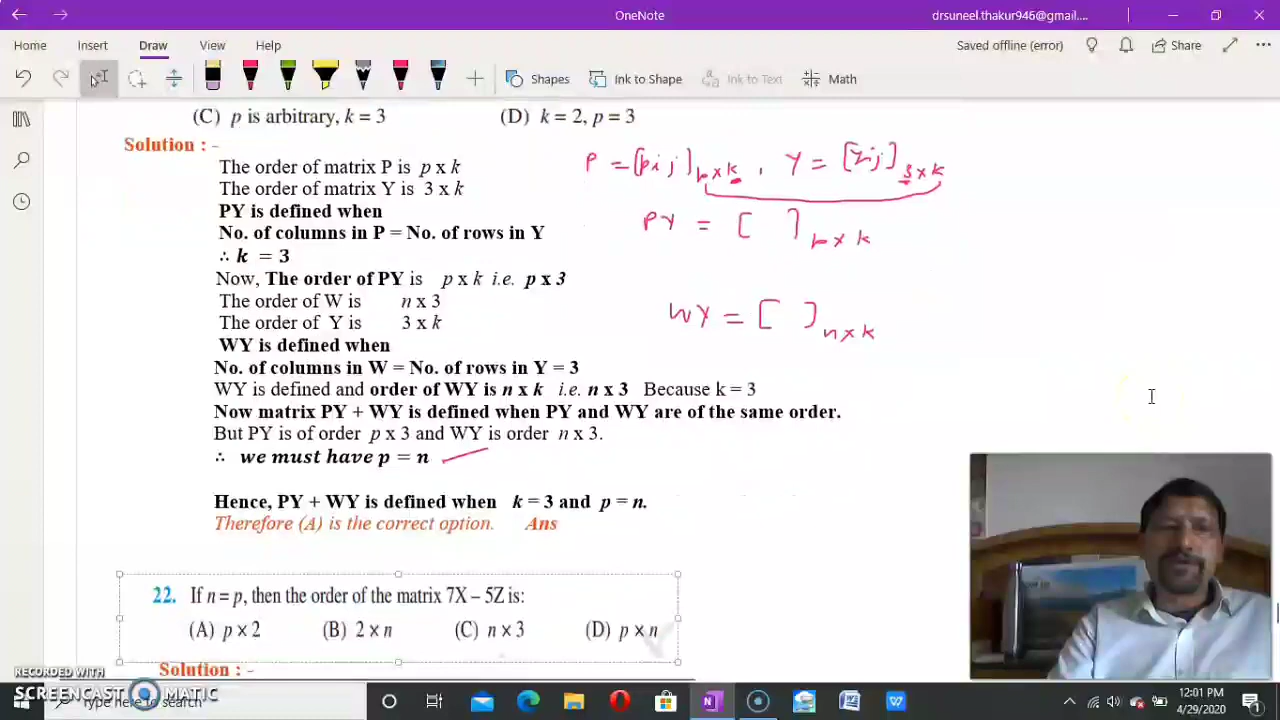 OneNote
drsuneel.thakur946@gmail....
Home Insert Draw View Help
Saved offline (error)
Share
Shapes
Ink to Shape
Ink to Text
Math
(C) p is arbitrary, k = 3 (D) k = 2, p = 3
Solution : -
The order of matrix P is p x k
The order of matrix Y is 3 x k
PY is defined when
No. of columns in P = No. of rows in Y
∴ k = 3
Now, The order of PY is p x k i.e. p x 3
The order of W is n x 3
The order of Y is 3 x k
WY is defined when
No. of columns in W = No. of rows in Y = 3
WY is defined and order of WY is n x k i.e. n x 3 Because k = 3
Now matrix PY + WY is defined when PY and WY are of the same order.
But PY is of order p x 3 and WY is order n x 3.
∴ we must have p = n
Hence, PY + WY is defined when k = 3 and p = n.
Therefore (A) is the correct option. Ans
P = [pij] p×k , Y = [yij] 3×k
PY = [ ] p×k
WY = [ ] n×k
22. If n = p, then the order of the matrix 7X – 5Z is:
(A) p × 2 (B) 2 × n (C) n × 3 (D) p × n
Solution : -
RECORDED WITH
SCREENCAST MATIC
Type here to search
12:01 PM
4/29/2020